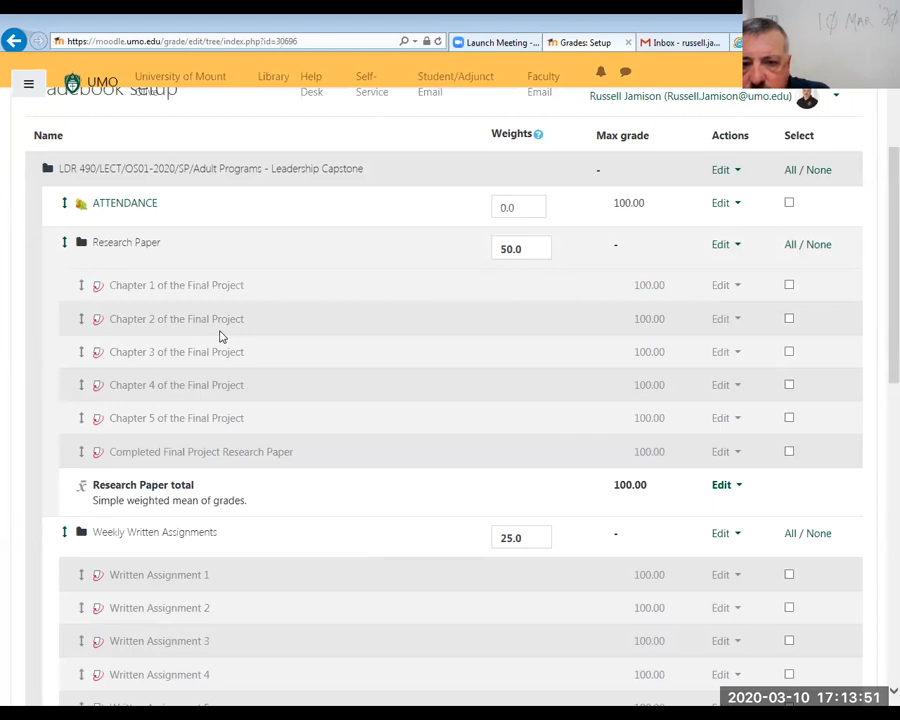 https://moodle.umo.edu/grade/edit/tree/index.php?id=30696
Launch Meeting -...
Grades: Setup
Inbox - russell.ja...
10 MAR '20
UMO
University of Mount
Library
Help Desk
Self-Service
Student/Adjunct Email
Faculty Email
Setup
Russell Jamison (Russell.Jamison@umo.edu)
Name Weights ? Max grade Actions Select
LDR 490/LECT/OS01-2020/SP/Adult Programs - Leadership Capstone - Edit All / None
ATTENDANCE 0.0 100.00 Edit
Research Paper 50.0 - Edit All / None
Chapter 1 of the Final Project 100.00 Edit
Chapter 2 of the Final Project 100.00 Edit
Chapter 3 of the Final Project 100.00 Edit
Chapter 4 of the Final Project 100.00 Edit
Chapter 5 of the Final Project 100.00 Edit
Completed Final Project Research Paper 100.00 Edit
Research Paper total 100.00 Edit
Simple weighted mean of grades.
Weekly Written Assignments 25.0 - Edit All / None
Written Assignment 1 100.00 Edit
Written Assignment 2 100.00 Edit
Written Assignment 3 100.00 Edit
Written Assignment 4 100.00 Edit
2020-03-10 17:13:51